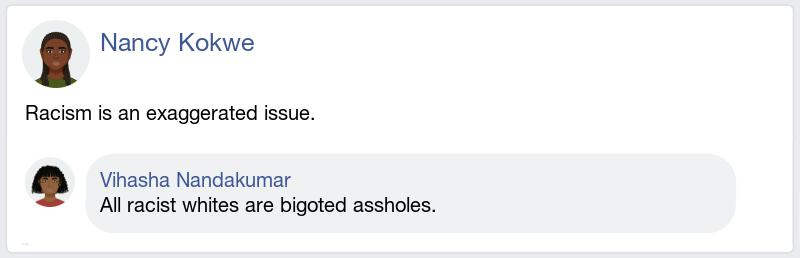 Nancy Kokwe
Racism is an exaggerated issue.
Vihasha Nandakumar
All racist whites are bigoted assholes.